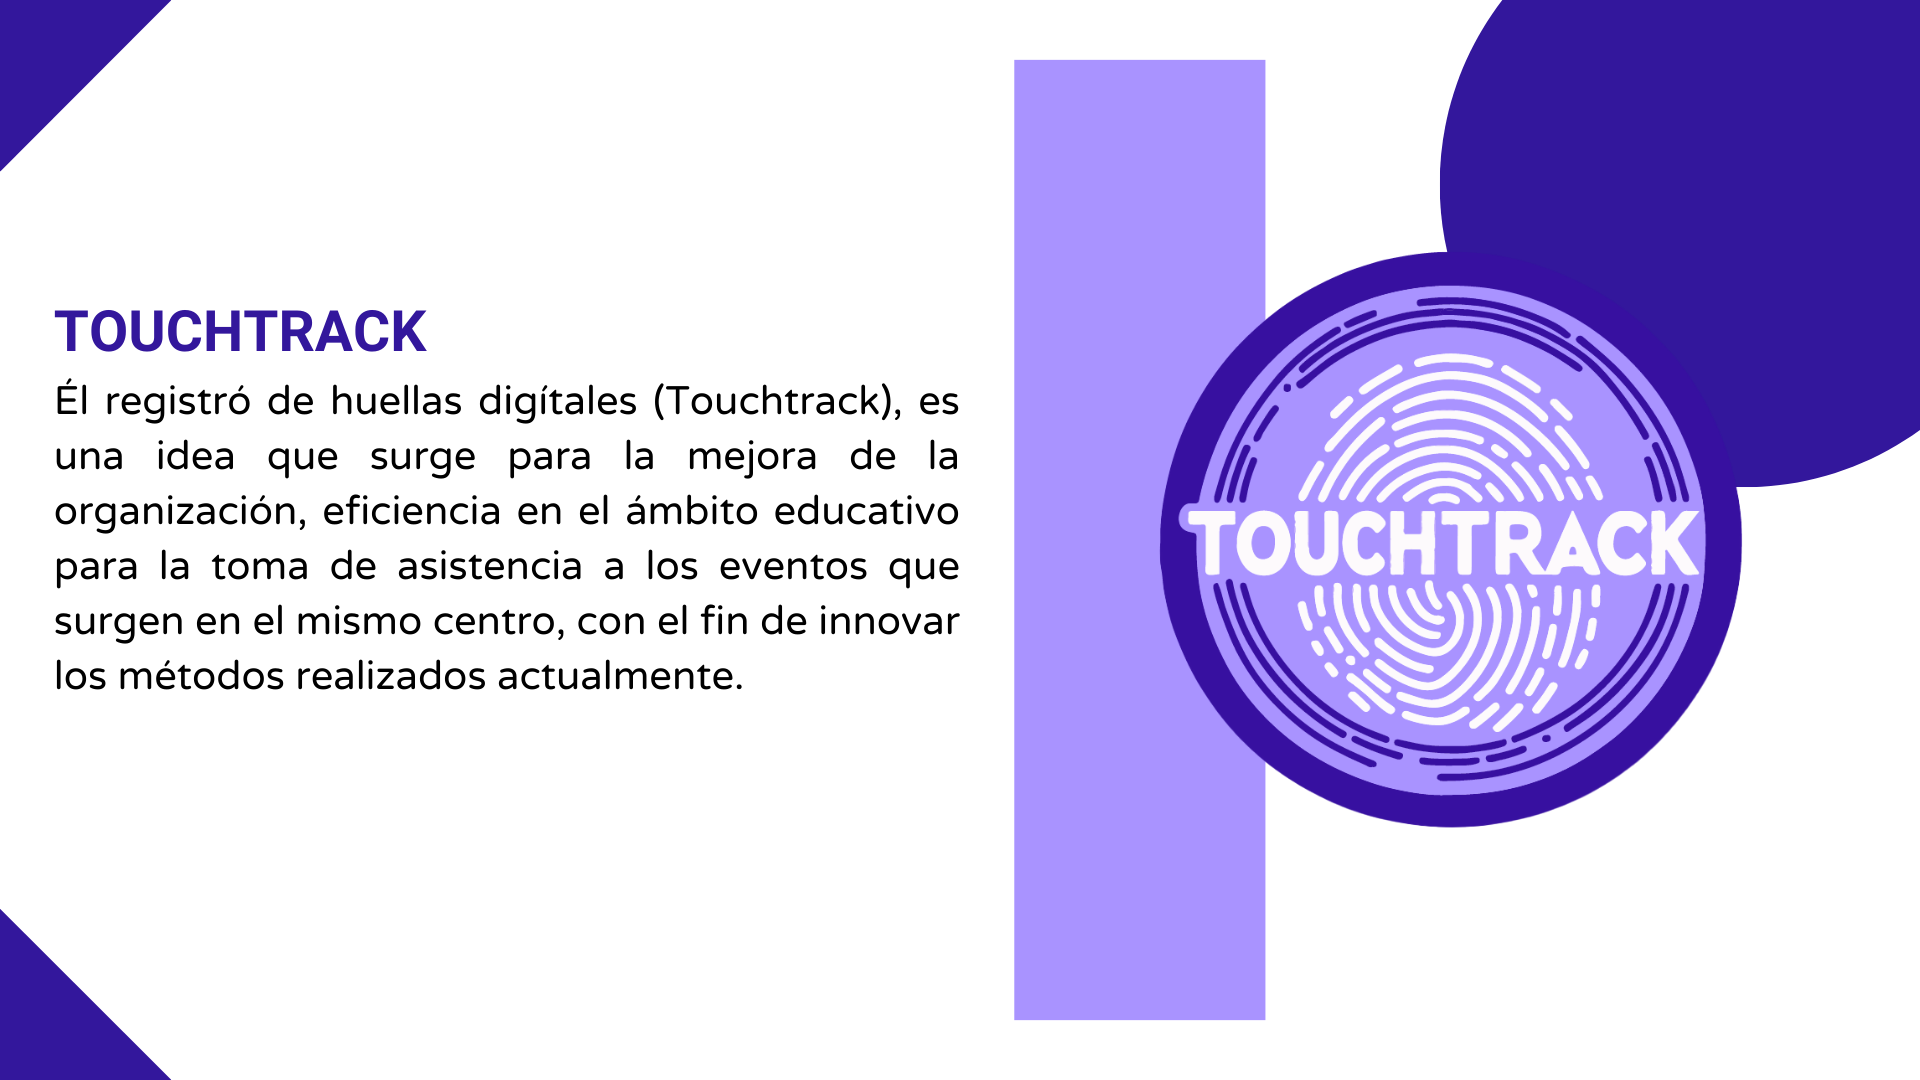 TOUCHTRACK
Él registró de huellas digítales (Touchtrack), es
una idea que surge para la mejora de la
organización, eficiencia en el ámbito educativo
para la toma de asistencia a los eventos que
surgen en el mismo centro, con el fin de innovar
los métodos realizados actualmente.
TOUCHTRACK